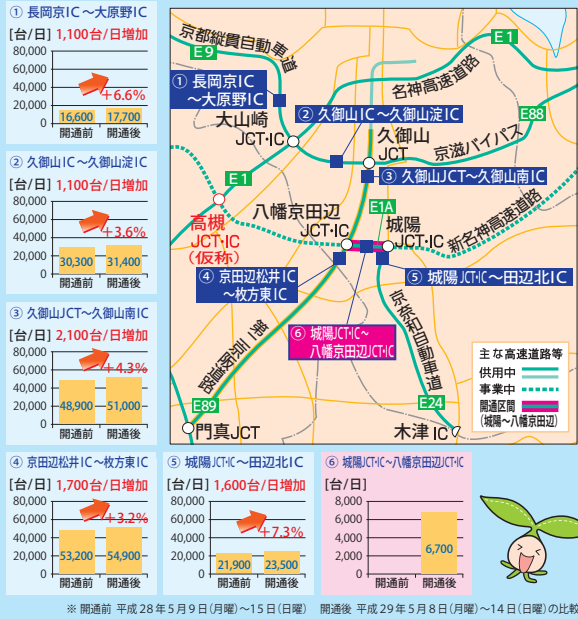 ① 長岡京IC～大原野IC
[台/日] 1,100台/日増加
80,000
60,000
40,000
20,000
0
+6.6%
16,600 17,700
開通前 開通後
② 久御山IC～久御山淀IC
[台/日] 1,100台/日増加
80,000
60,000
40,000
20,000
0
+3.6%
30,300 31,400
開通前 開通後
③ 久御山JCT～久御山南IC
[台/日] 2,100台/日増加
80,000
60,000
40,000
20,000
0
+4.3%
48,900 51,000
開通前 開通後
京都縦貫自動車道
E9
E1
名神高速道路
① 長岡京IC
～大原野IC
大山崎
JCT・IC
② 久御山IC～久御山淀IC
E88
久御山
JCT
京滋バイパス
③ 久御山JCT～久御山南IC
E1
高槻
JCT・IC
(仮称)
八幡京田辺
JCT・IC
E1A
城陽
JCT・IC
新名神高速道路
④ 京田辺松井IC
～枚方東IC
⑤ 城陽JCT・IC～田辺北IC
⑥ 城陽JCT・IC～
八幡京田辺JCT・IC
第二京阪道路
京奈和自動車道
E89
門真JCT
E24
木津IC
主な高速道路等
供用中
事業中
開通区間
(城陽～八幡京田辺)
④ 京田辺松井IC～枚方東IC
[台/日] 1,700台/日増加
80,000
60,000
40,000
20,000
0
+3.2%
53,200 54,900
開通前 開通後
⑤ 城陽JCT・IC～田辺北IC
[台/日] 1,600台/日増加
80,000
60,000
40,000
20,000
0
+7.3%
21,900 23,500
開通前 開通後
⑥ 城陽JCT・IC～八幡京田辺JCT・IC
[台/日]
8,000
6,000
4,000
2,000
0
6,700
開通前 開通後
※ 開通前 平成28年5月9日(月曜)～15日(日曜) 開通後 平成29年5月8日(月曜)～14日(日曜)の比較